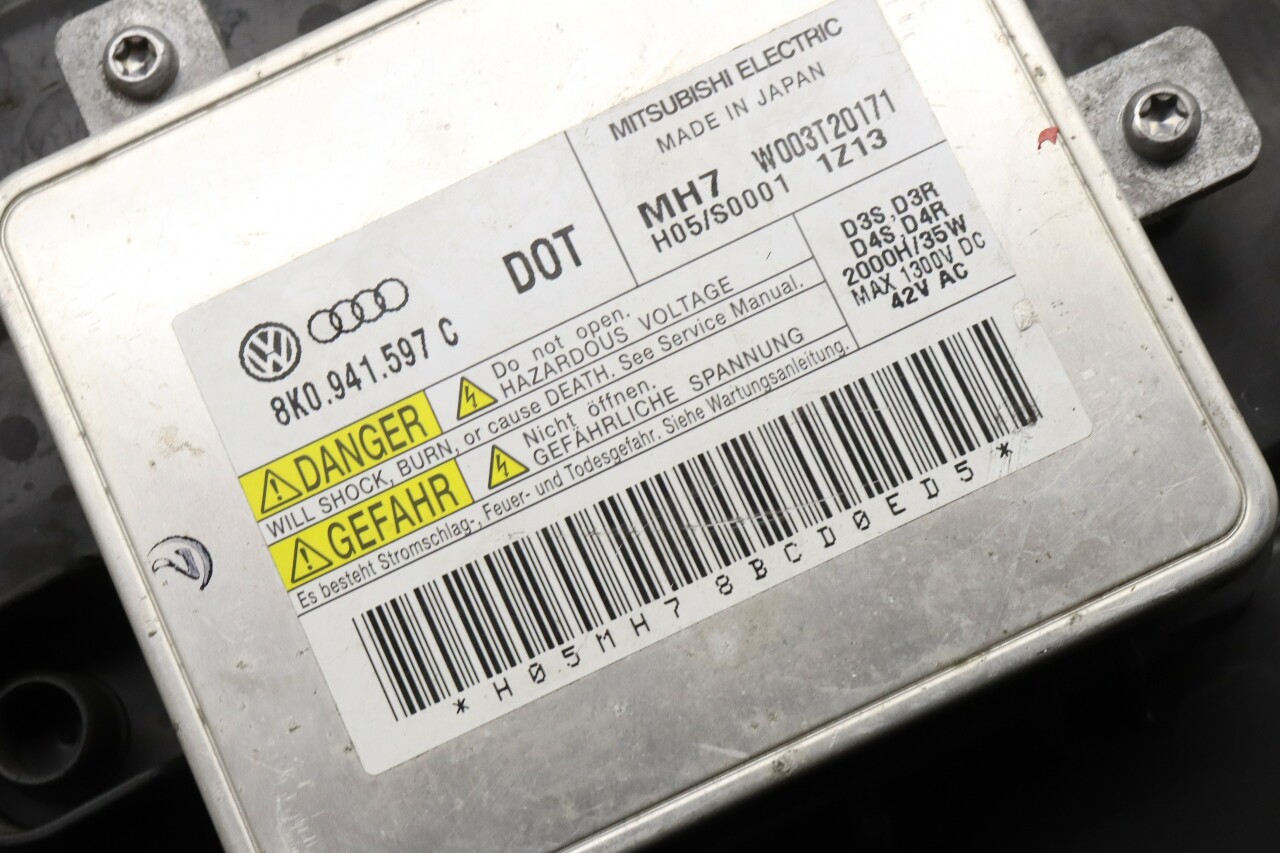 MITSUBISHI ELECTRIC
MADE IN JAPAN
MH7 W003T20171
H05/S0001 1Z13
DOT
8K0.941.597 C
D3S,D3R
D4S,D4R
2000H/35W
MAX 1300V DC
42V AC
DANGER
Do not open.
HAZARDOUS VOLTAGE
WILL SHOCK, BURN, or cause DEATH. See Service Manual.
GEFAHR
Nicht öffnen.
GEFÄHRLICHE SPANNUNG
Es besteht Stromschlag-, Feuer- und Todesgefahr. Siehe Wartungsanleitung.
*H05MH78BCD0ED5*